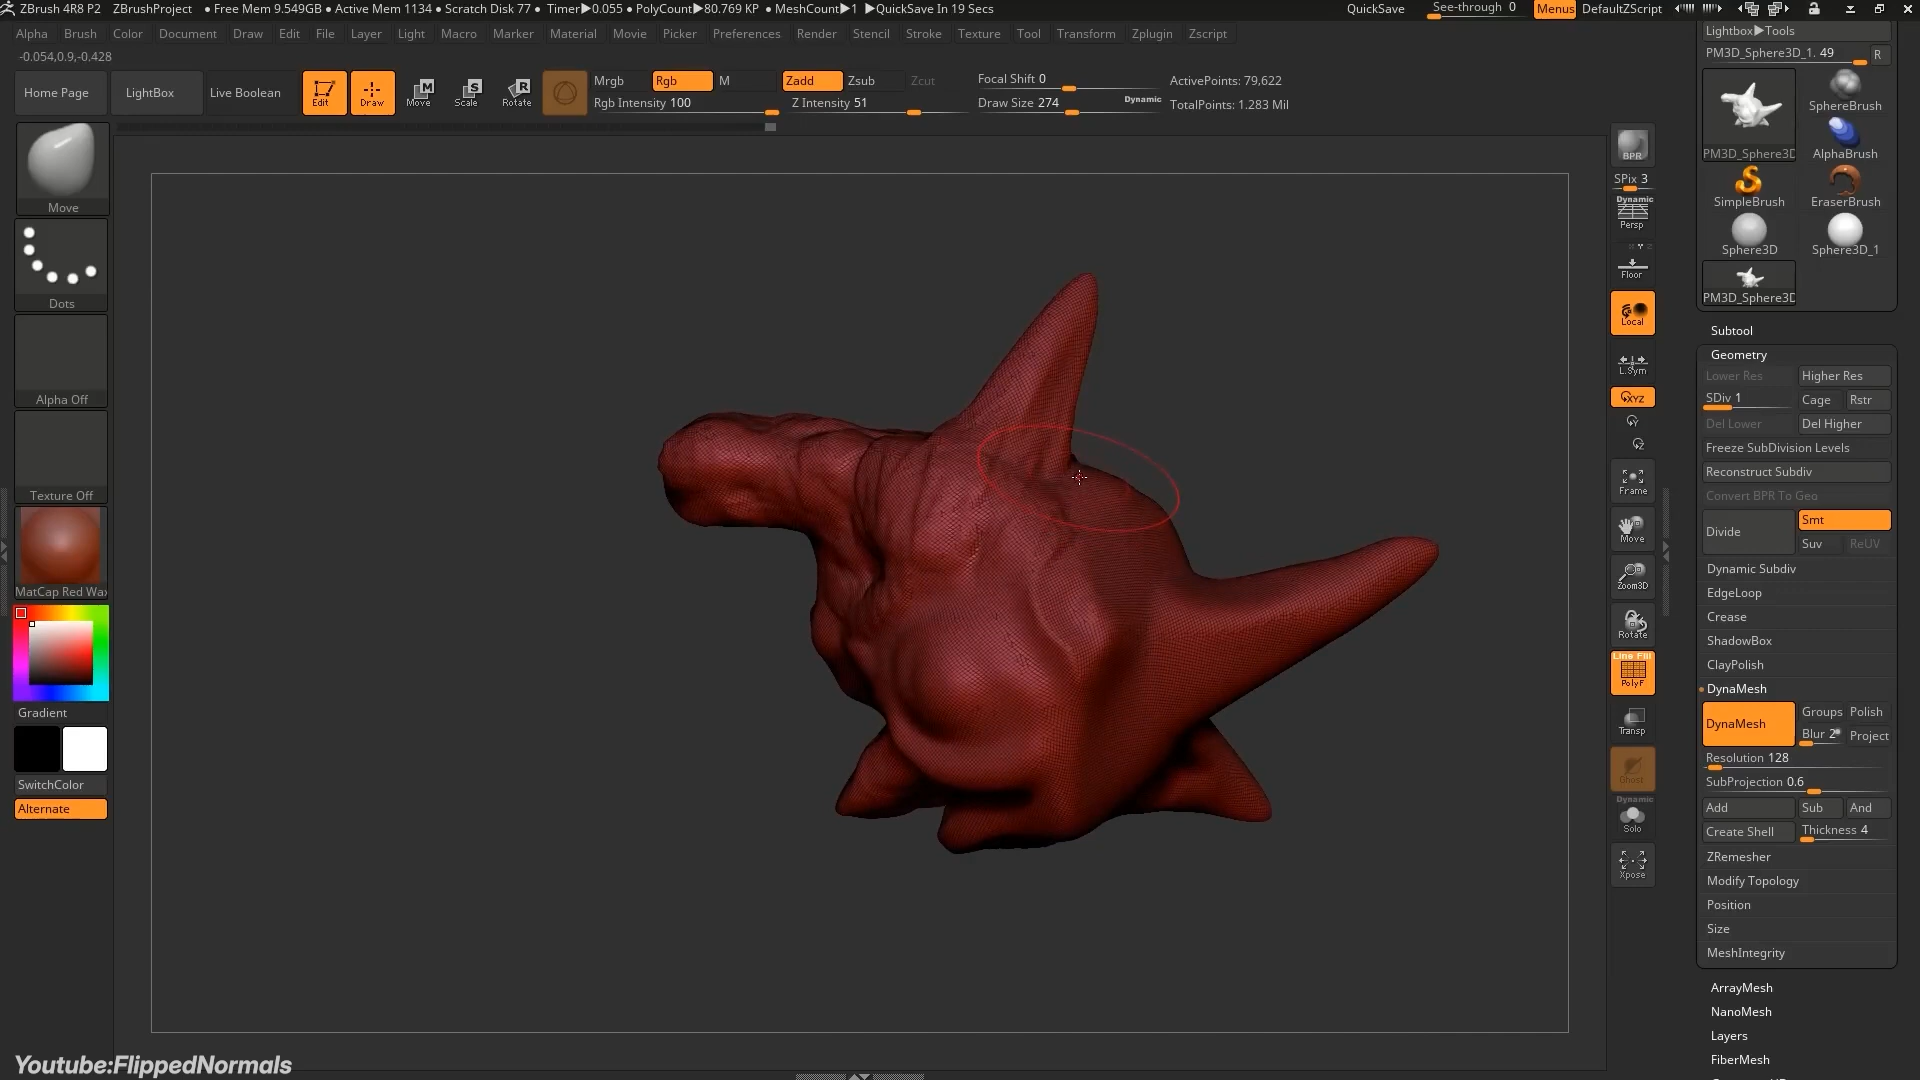 ZBrush 4R8 P2 ZBrushProject • Free Mem 9.549GB • Active Mem 1134 • Scratch Disk 77 • Timer▶0.055 • PolyCount▶80.769 KP • MeshCount▶1 ▶QuickSave In 19 Secs QuickSave See-through 0 Menus DefaultZScript
Alpha Brush Color Document Draw Edit File Layer Light Macro Marker Material Movie Picker Preferences Render Stencil Stroke Texture Tool Transform Zplugin Zscript
-0.054,0.9,-0.428
Home Page LightBox Live Boolean Edit Draw Move Scale Rotate
M S R
Mrgb Rgb M Zadd Zsub Zcut Focal Shift 0 ActivePoints: 79,622
Rgb Intensity 100 Z Intensity 51 Draw Size 274 Dynamic TotalPoints: 1.283 Mil
Move
Dots
Alpha Off
Texture Off
MatCap Red Wax
Gradient
SwitchColor
Alternate
BPR
SPix 3
Dynamic
Persp
Floor
Local
L.Sym
XYZ
Y
Z
Frame
Move
Zoom3D
Rotate
Line Fill
PolyF
Transp
Ghost
Dynamic
Solo
Xpose
Lightbox▶Tools
PM3D_Sphere3D_1. 49 R
SphereBrush
PM3D_Sphere3D AlphaBrush
SimpleBrush EraserBrush
Sphere3D Sphere3D_1
PM3D_Sphere3D
Subtool
Geometry
Lower Res Higher Res
SDiv 1 Cage Rstr
Del Lower Del Higher
Freeze SubDivision Levels
Reconstruct Subdiv
Convert BPR To Geo
Divide Smt
Suv ReUV
Dynamic Subdiv
EdgeLoop
Crease
ShadowBox
ClayPolish
DynaMesh
DynaMesh Groups Polish
Blur 2 Project
Resolution 128
SubProjection 0.6
Add Sub And
Create Shell Thickness 4
ZRemesher
Modify Topology
Position
Size
MeshIntegrity
ArrayMesh
NanoMesh
Layers
FiberMesh
Youtube:FlippedNormals